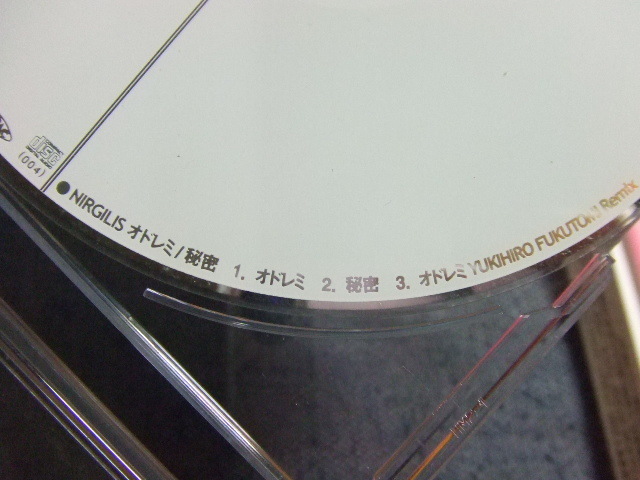 disc
(004)
● NIRGILIS オドレミ/秘密 1. オドレミ 2. 秘密 3. オドレミ YUKIHIRO FUKUTOMI Remix